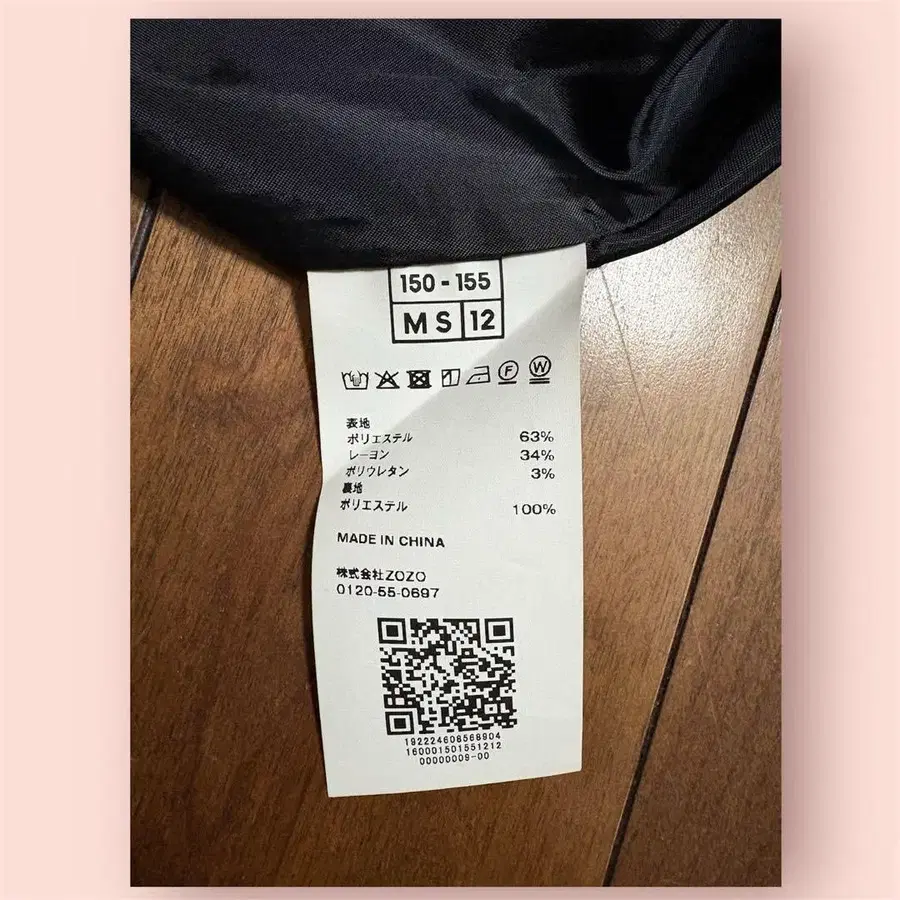 150 - 155
M S 12
F W
表地
ポリエステル 63%
レーヨン 34%
ポリウレタン 3%
裏地
ポリエステル 100%
MADE IN CHINA
株式会社ZOZO
0120-55-0697
192224608568904
160001501551212
00000009-00